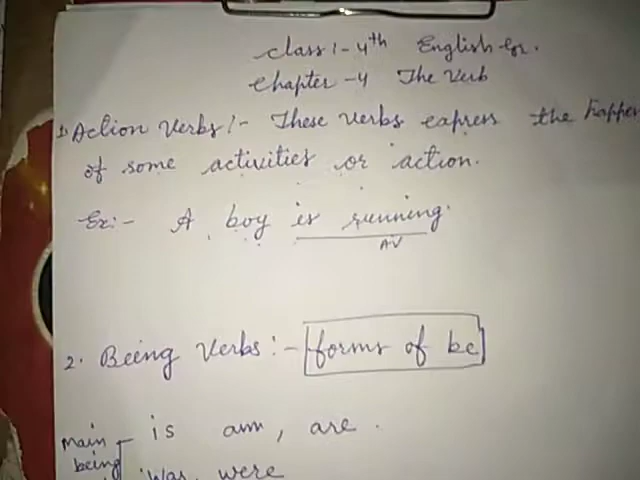 Class :- 4th English Gr.
Chapter - 4 The Verb
1) Action Verbs :- These verbs express the happen
of some activities or action.
Ex:- A boy is running.
AV
2. Being Verbs :- forms of be
main is am, are.
being was, were